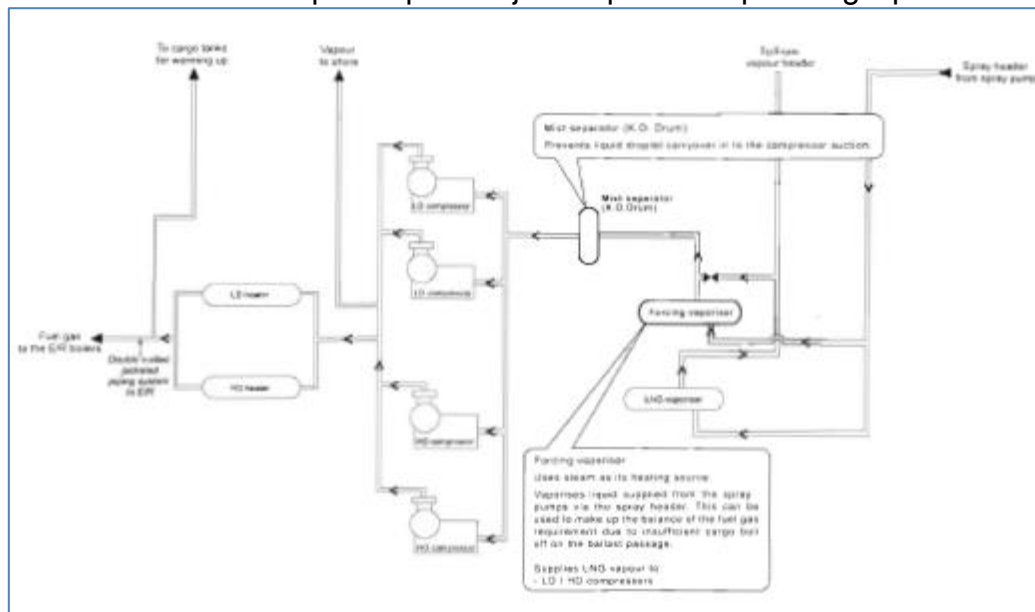 To cargo tanks
for warming up
Vapour
to shore
To/From
vapour header
Spray header
from spray pump
Mist separator (K.O. Drum)
Prevents liquid droplet carryover in to the compressor suction.
Mist separator
(K.O.Drum)
LD compressor
LD compressor
HD compressor
HD compressor
LD heater
HD heater
Fuel gas
to the E/R boilers
Double walled
piping system
in E/R
Forcing vaporiser
LNG vaporiser
Forcing vaporiser
Uses steam as its heating source
Vaporises liquid supplied from the spray
pumps via the spray header. This can be
used to make up the balance of the fuel gas
requirement due to insufficient cargo boil
off on the ballast passage.
Supplies LNG vapour to
- LD / HD compressors